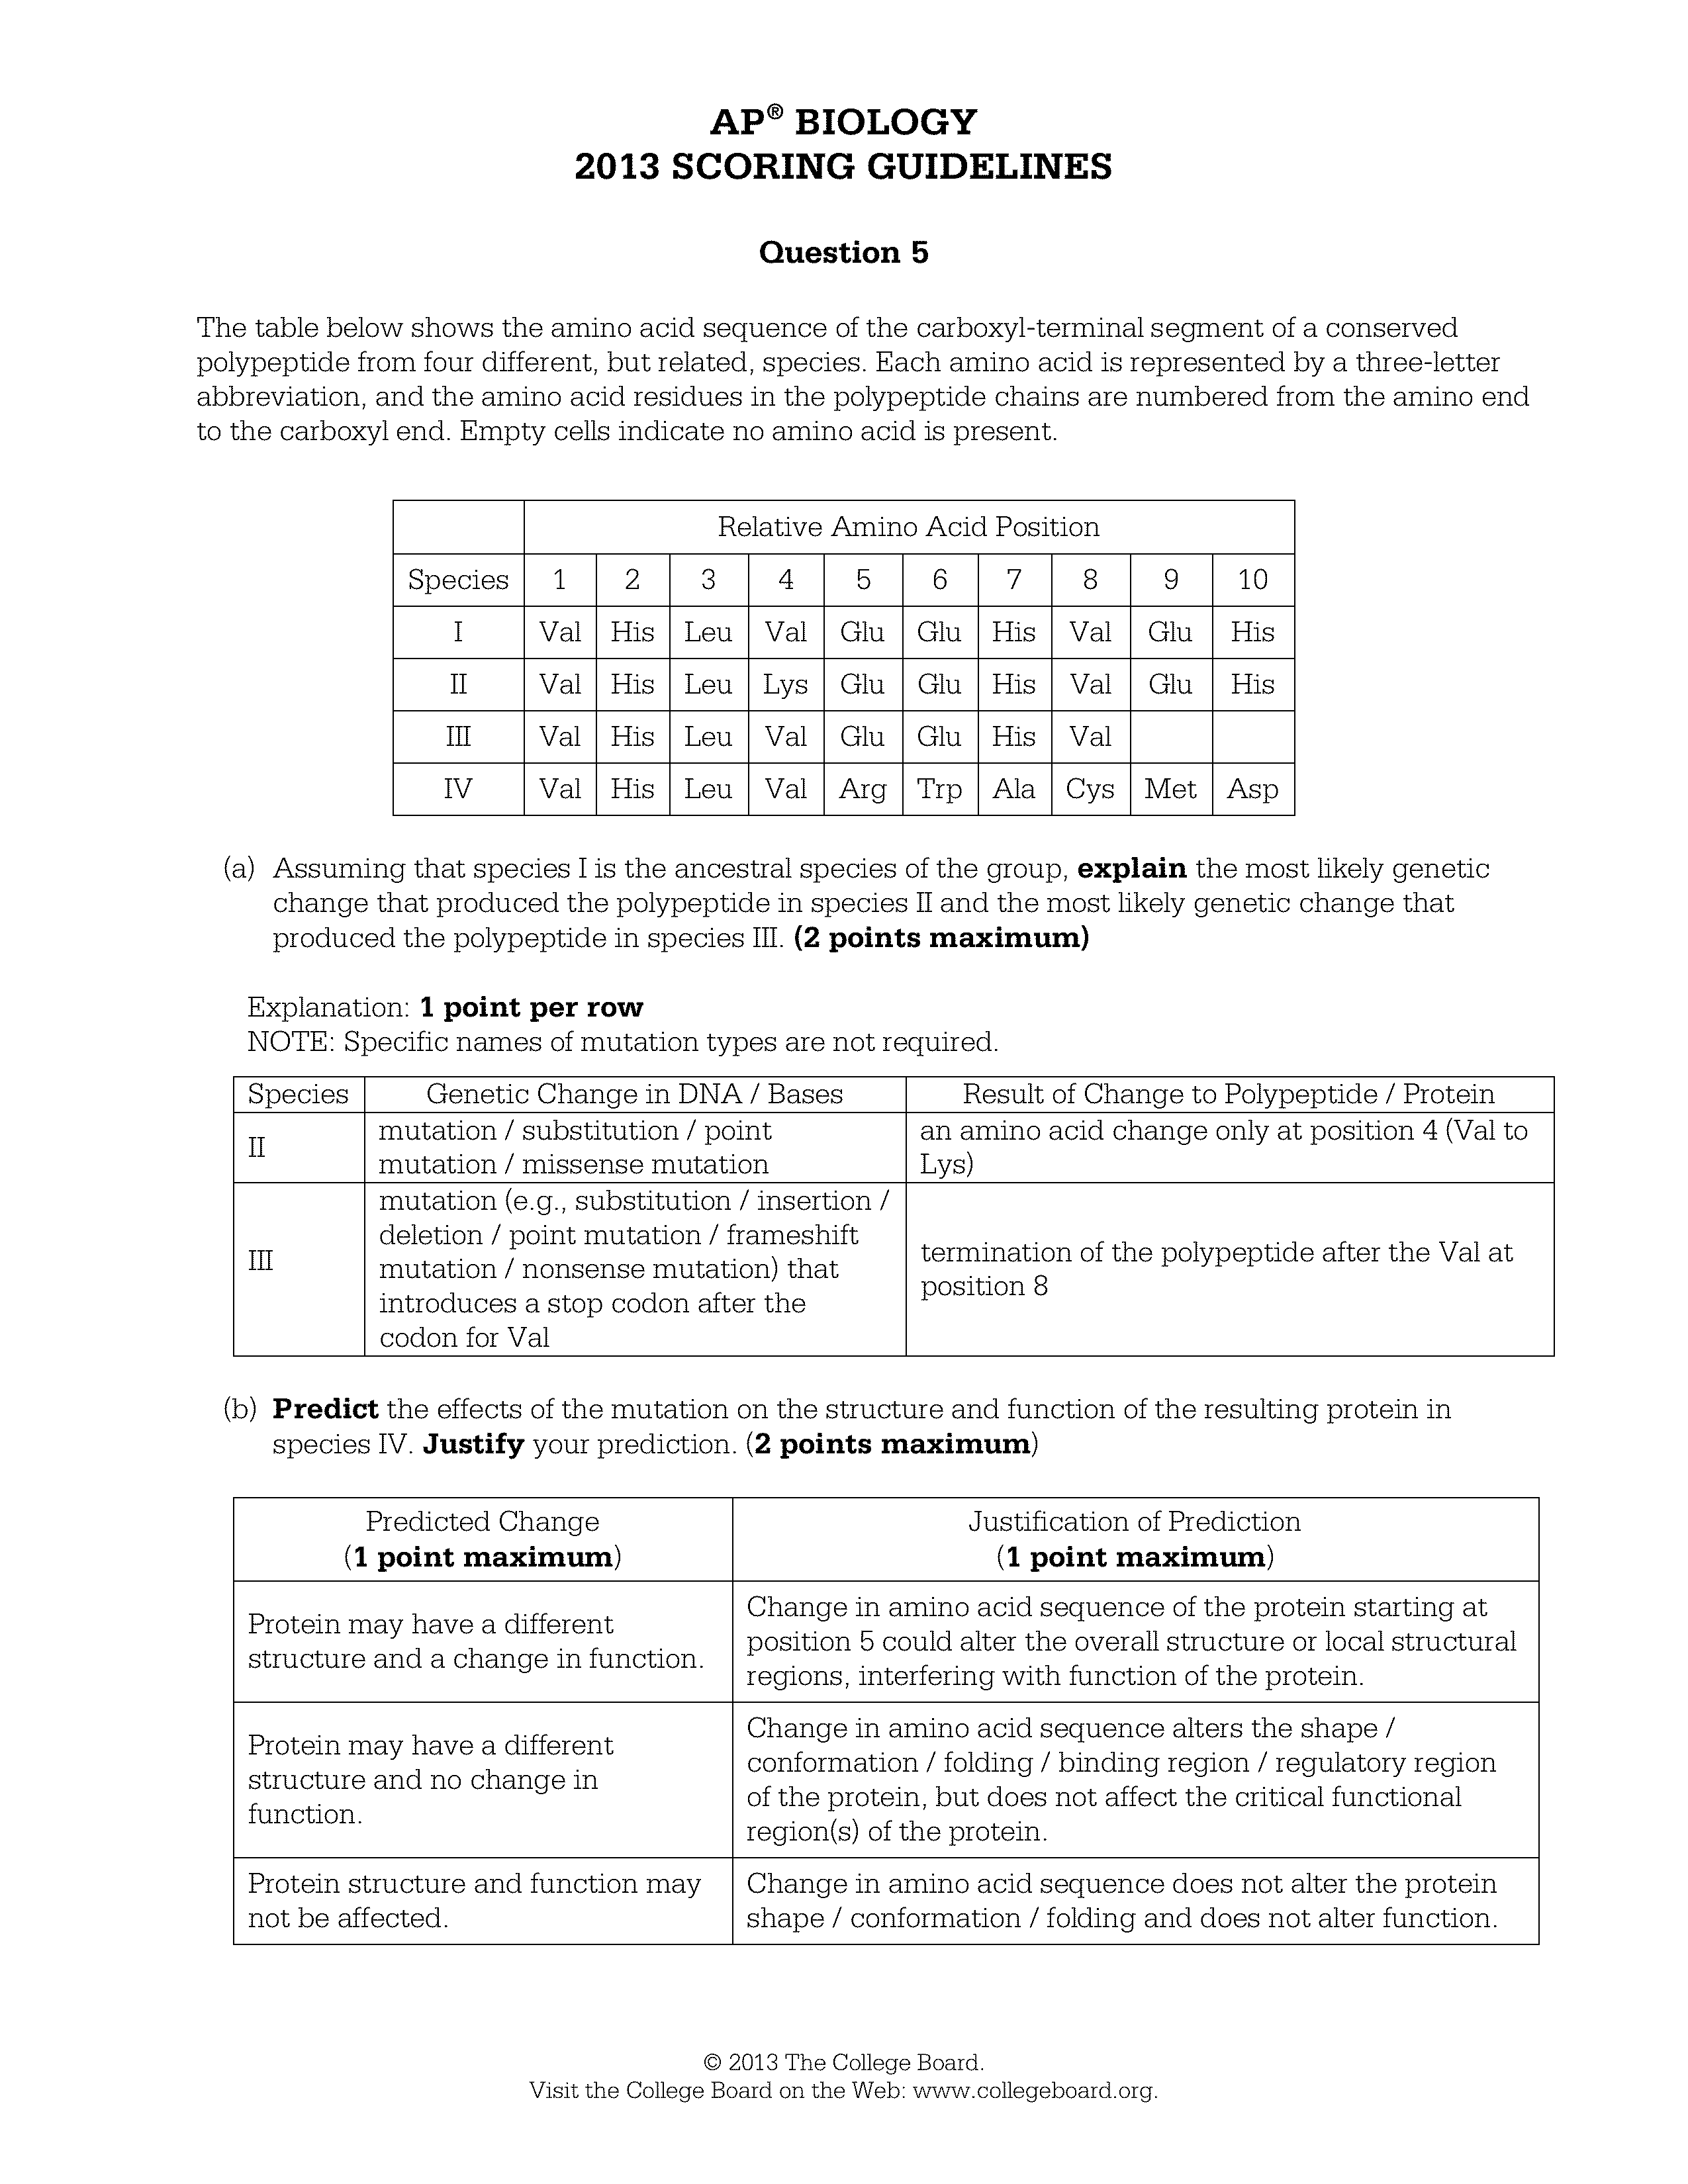 AP® BIOLOGY
2013 SCORING GUIDELINES
Question 5
The table below shows the amino acid sequence of the carboxyl-terminal segment of a conserved
polypeptide from four different, but related, species. Each amino acid is represented by a three-letter
abbreviation, and the amino acid residues in the polypeptide chains are numbered from the amino end
to the carboxyl end. Empty cells indicate no amino acid is present.
Relative Amino Acid Position
Species 1 2 3 4 5 6 7 8 9 10
I Val His Leu Val Glu Glu His Val Glu His
II Val His Leu Lys Glu Glu His Val Glu His
III Val His Leu Val Glu Glu His Val
IV Val His Leu Val Arg Trp Ala Cys Met Asp
(a) Assuming that species I is the ancestral species of the group, explain the most likely genetic
change that produced the polypeptide in species II and the most likely genetic change that
produced the polypeptide in species III. (2 points maximum)
Explanation: 1 point per row
NOTE: Specific names of mutation types are not required.
Species Genetic Change in DNA / Bases Result of Change to Polypeptide / Protein
II
mutation / substitution / point
mutation / missense mutation
an amino acid change only at position 4 (Val to
Lys)
III
mutation (e.g., substitution / insertion /
deletion / point mutation / frameshift
mutation / nonsense mutation) that
introduces a stop codon after the
codon for Val
termination of the polypeptide after the Val at
position 8
(b) Predict the effects of the mutation on the structure and function of the resulting protein in
species IV. Justify your prediction. (2 points maximum)
Predicted Change
(1 point maximum)
Justification of Prediction
(1 point maximum)
Protein may have a different
structure and a change in function.
Change in amino acid sequence of the protein starting at
position 5 could alter the overall structure or local structural
regions, interfering with function of the protein.
Protein may have a different
structure and no change in
function.
Change in amino acid sequence alters the shape /
conformation / folding / binding region / regulatory region
of the protein, but does not affect the critical functional
region(s) of the protein.
Protein structure and function may
not be affected.
Change in amino acid sequence does not alter the protein
shape / conformation / folding and does not alter function.
© 2013 The College Board.
Visit the College Board on the Web: www.collegeboard.org.